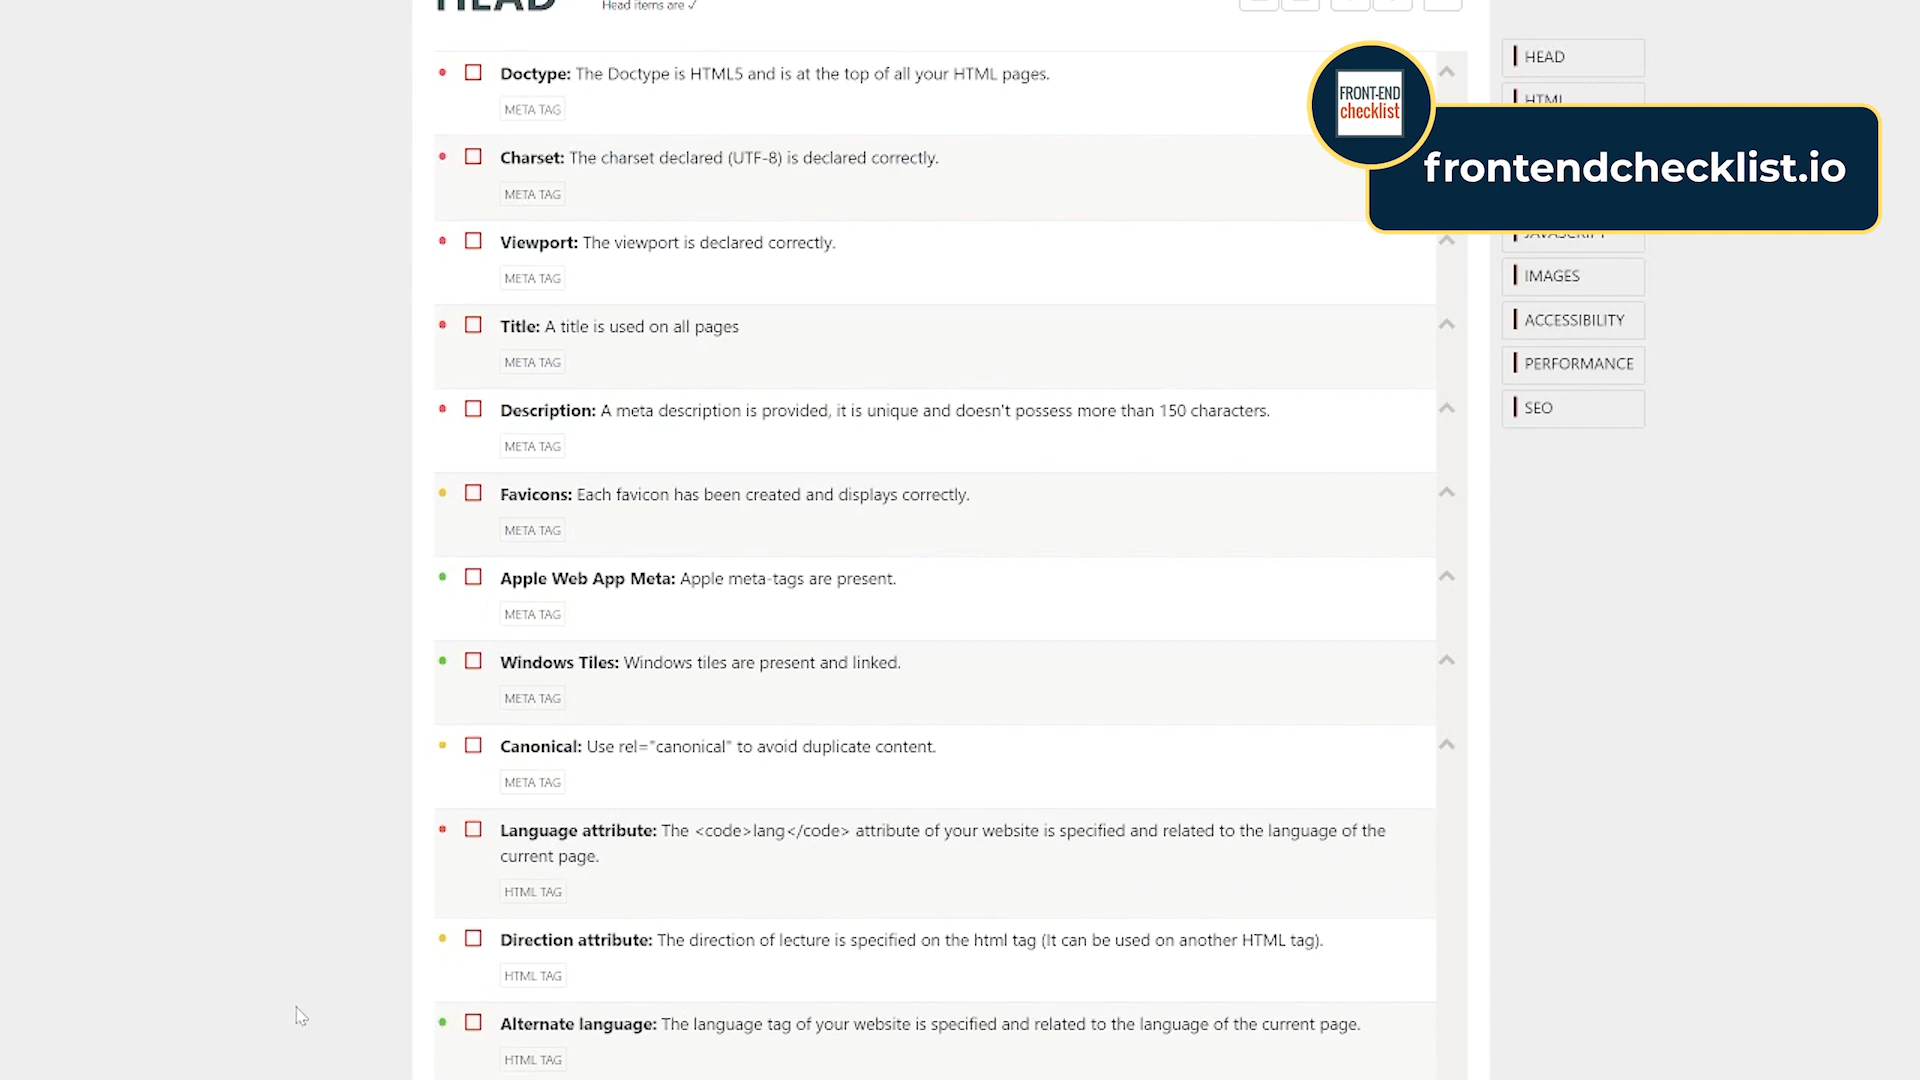 HEAD
Head items are ✓
Doctype: The Doctype is HTML5 and is at the top of all your HTML pages.
META TAG
Charset: The charset declared (UTF-8) is declared correctly.
META TAG
Viewport: The viewport is declared correctly.
META TAG
Title: A title is used on all pages
META TAG
Description: A meta description is provided, it is unique and doesn't possess more than 150 characters.
META TAG
Favicons: Each favicon has been created and displays correctly.
META TAG
Apple Web App Meta: Apple meta-tags are present.
META TAG
Windows Tiles: Windows tiles are present and linked.
META TAG
Canonical: Use rel="canonical" to avoid duplicate content.
META TAG
Language attribute: The <code>lang</code> attribute of your website is specified and related to the language of the
current page.
HTML TAG
Direction attribute: The direction of lecture is specified on the html tag (It can be used on another HTML tag).
HTML TAG
Alternate language: The language tag of your website is specified and related to the language of the current page.
HTML TAG
FRONT-END
checklist
frontendchecklist.io
HEAD
HTML
JAVASCRIPT
IMAGES
ACCESSIBILITY
PERFORMANCE
SEO